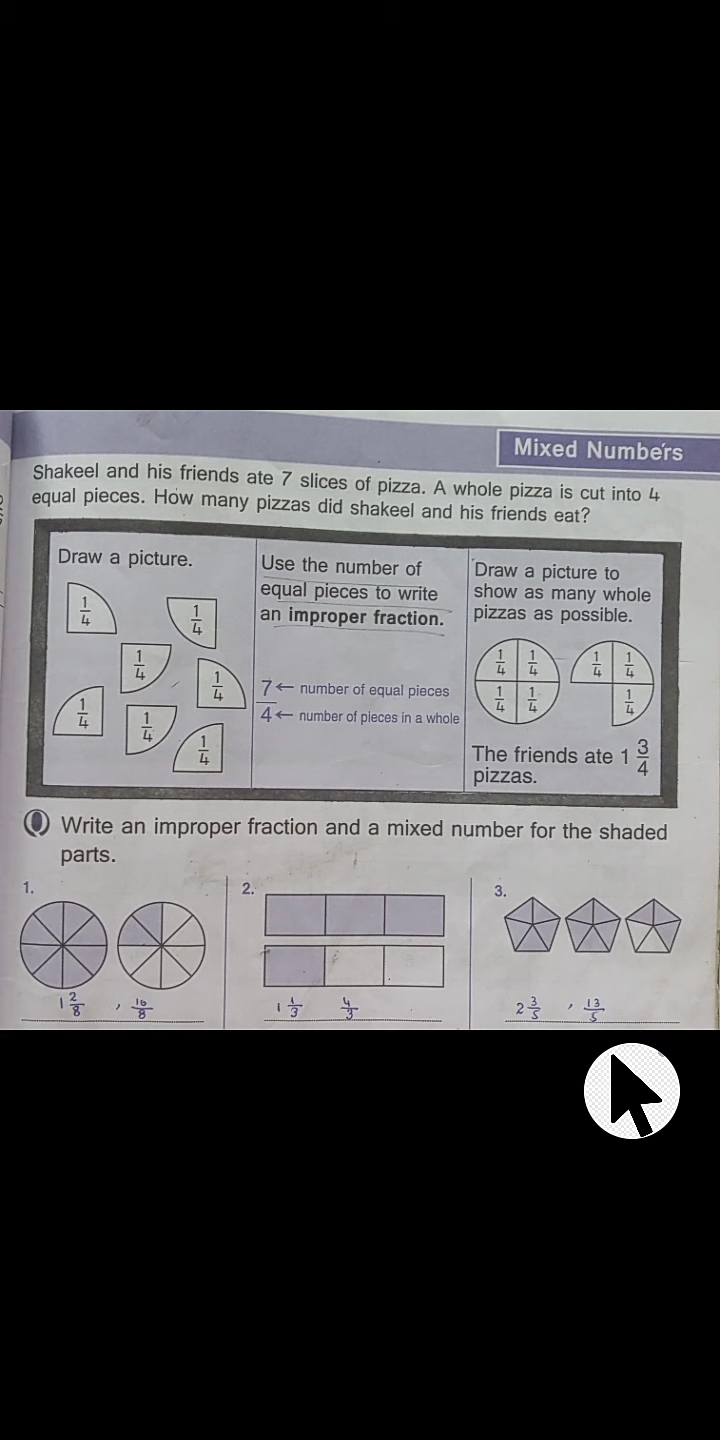 Mixed Numbers
Shakeel and his friends ate 7 slices of pizza. A whole pizza is cut into 4
equal pieces. How many pizzas did shakeel and his friends eat?
Draw a picture.
1/4
1/4
1/4
1/4
1/4
1/4
1/4
Use the number of
equal pieces to write
an improper fraction.
7 ← number of equal pieces
4 ← number of pieces in a whole
Draw a picture to
show as many whole
pizzas as possible.
1/4 1/4 1/4 1/4
1/4 1/4 1/4
The friends ate 1 3/4
pizzas.
Write an improper fraction and a mixed number for the shaded
parts.
1.
1 2/8 , 10/8
2.
1 1/3 4/3
3.
2 3/5 , 13/5